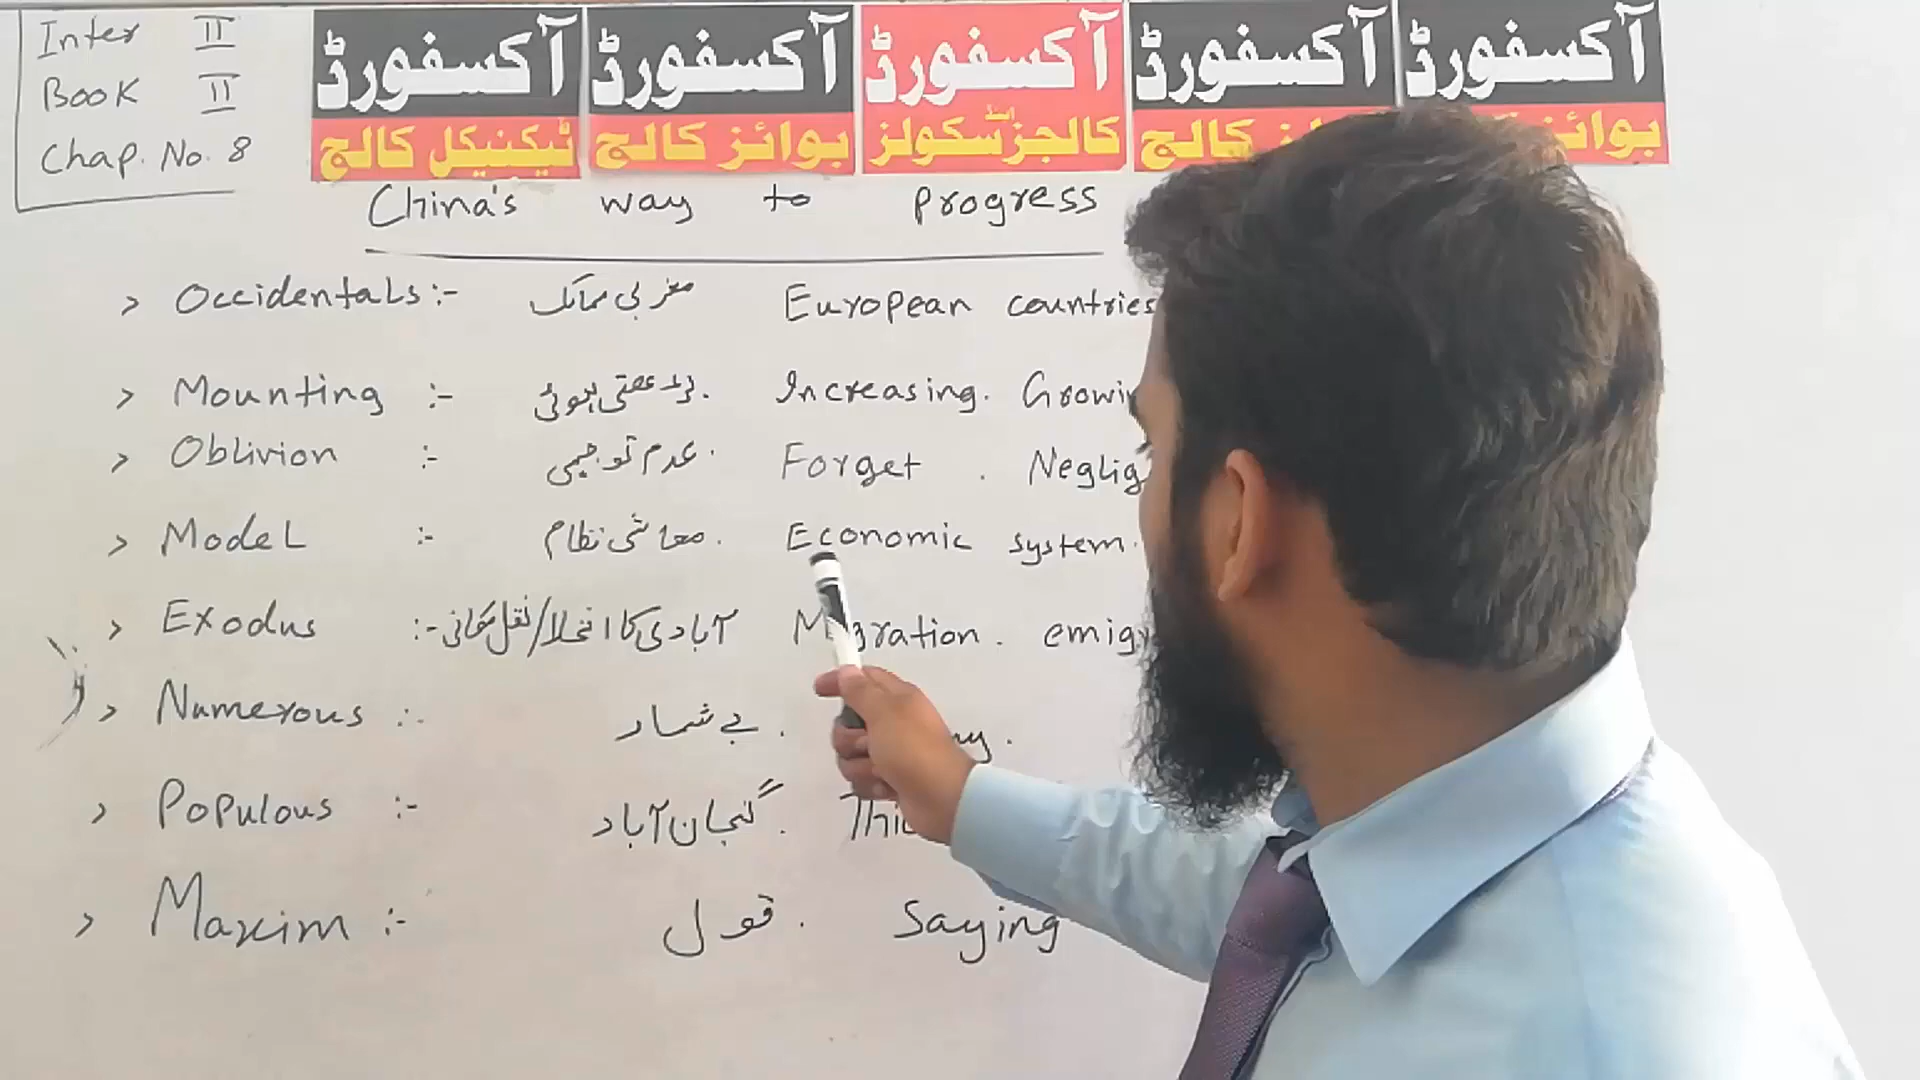 Inter II
Book II
Chap. No. 8
آکسفورڈ آکسفورڈ آکسفورڈ آکسفورڈ آکسفورڈ
ٹیکنیکل کالج بوائز کالج کالجز اینڈ سکولز کالج بوائز
China's way to progress
> Occidentals :- مغربی ممالک European countries
> Mounting :- بڑھتی ہوئی . Increasing. Growin
> Oblivion :- عدم توجہی . Forget . Neglig
> Model :- معاشی نظام . Economic system.
> Exodus :- آبادی کا انخلا/نقل مکانی Migration. emig
> Numerous :- بے شمار .
> Populous :- گنجان آباد . Thi
> Maxim :- قول . Saying